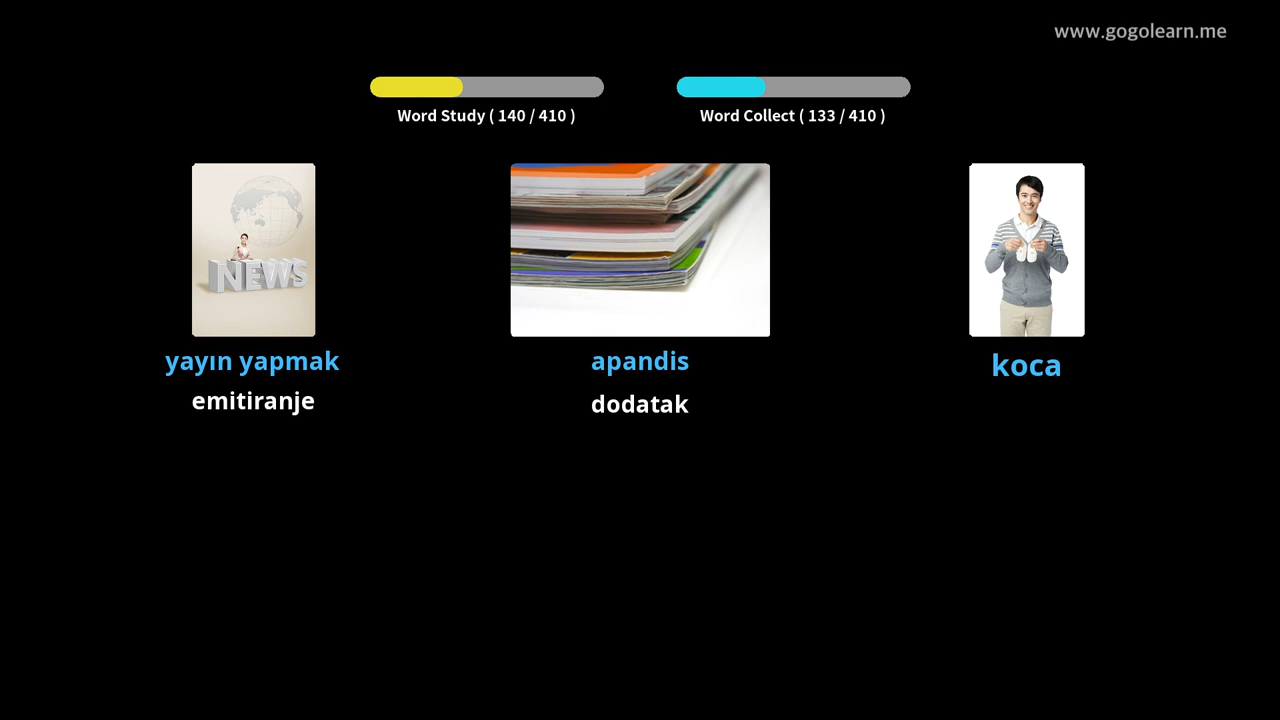 www.gogolearn.me
Word Study ( 140 / 410 )
Word Collect ( 133 / 410 )
NEWS
yayın yapmak
apandis
koca
emitiranje
dodatak